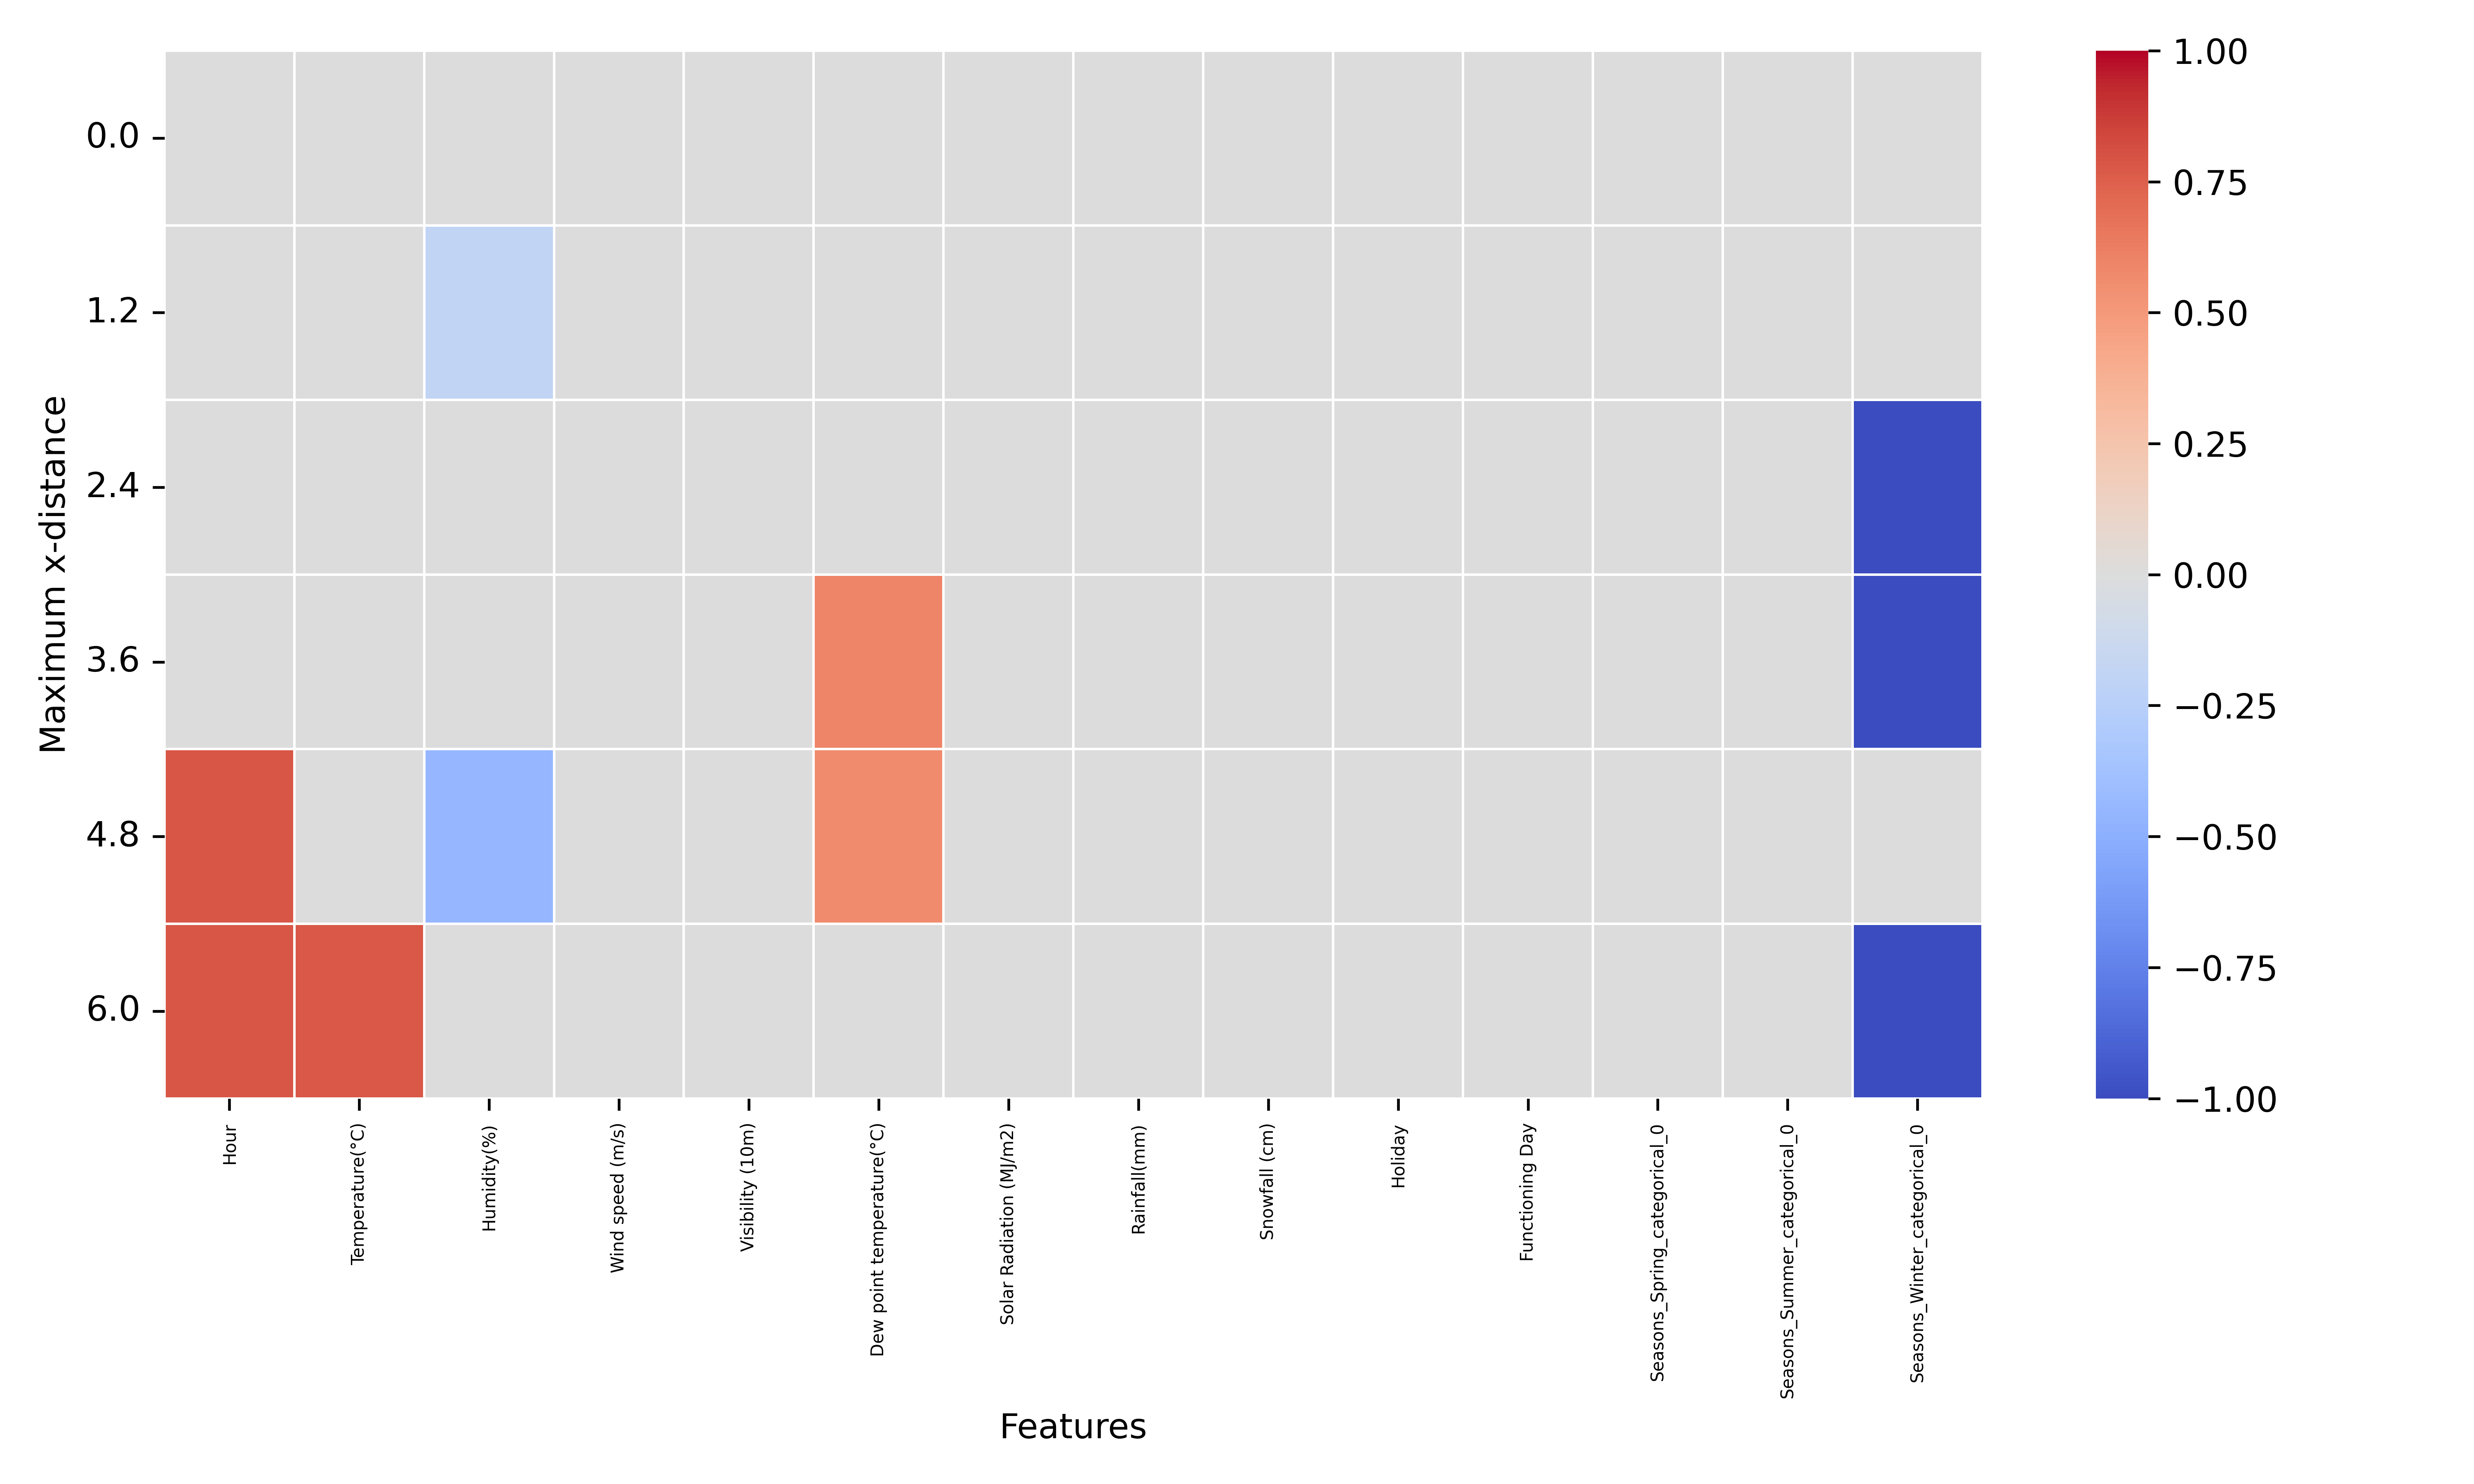 Maximum x-distance
0.0
1.2
2.4
3.6
4.8
6.0
Hour
Temperature(°C)
Humidity(%)
Wind speed (m/s)
Visibility (10m)
Dew point temperature(°C)
Solar Radiation (MJ/m2)
Rainfall(mm)
Snowfall (cm)
Holiday
Functioning Day
Seasons_Spring_categorical_0
Seasons_Summer_categorical_0
Seasons_Winter_categorical_0
Features
1.00
0.75
0.50
0.25
0.00
−0.25
−0.50
−0.75
−1.00